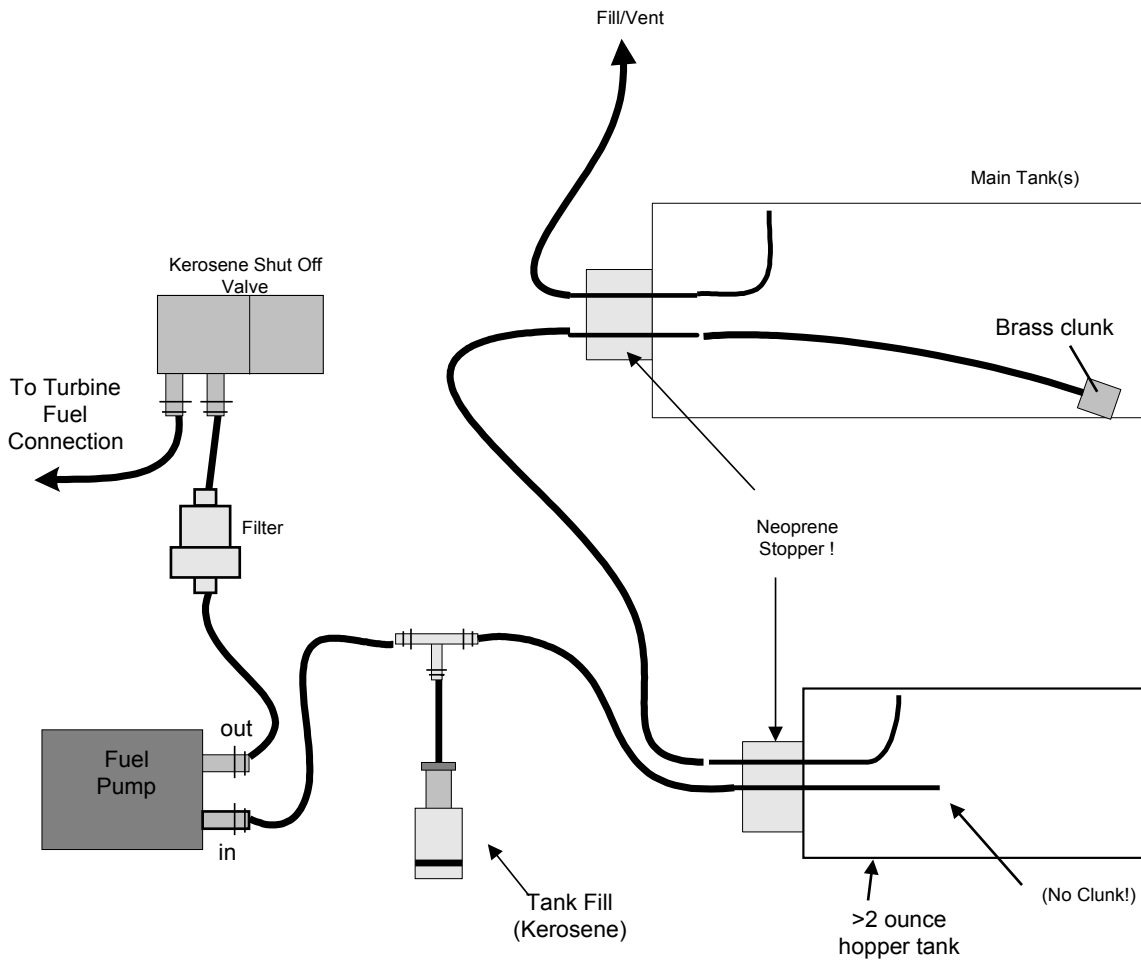 Fill/Vent
Main Tank(s)
Kerosene Shut Off
Valve
Brass clunk
To Turbine
Fuel
Connection
Filter
Neoprene
Stopper !
out
Fuel
Pump
in
Tank Fill
(Kerosene)
(No Clunk!)
>2 ounce
hopper tank